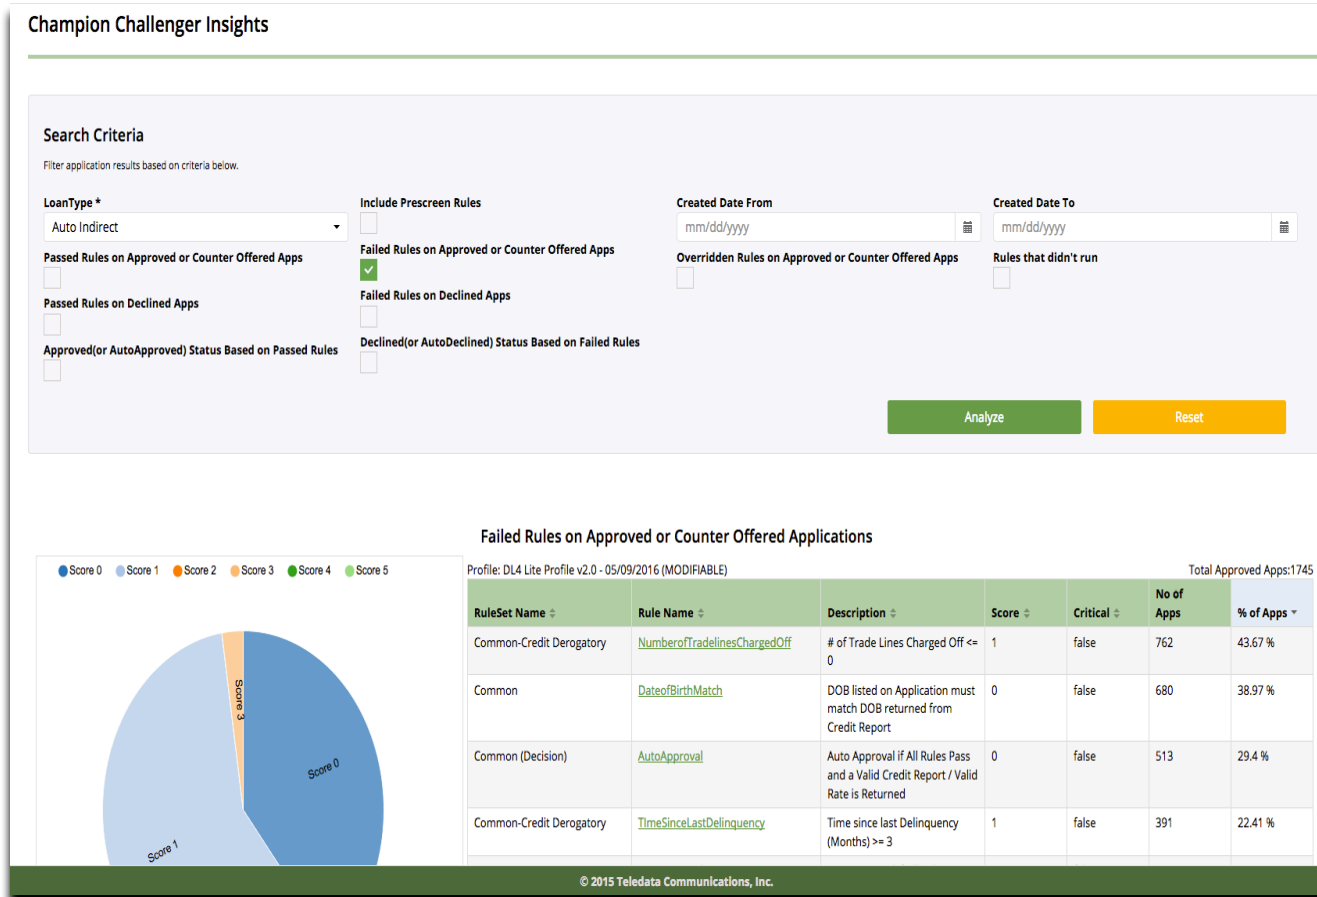 Champion Challenger Insights
Search Criteria
Filter application results based on criteria below.
LoanType *
Include Prescreen Rules
Created Date From
Created Date To
Auto Indirect
mm/dd/yyyy
mm/dd/yyyy
Passed Rules on Approved or Counter Offered Apps
Failed Rules on Approved or Counter Offered Apps
Overridden Rules on Approved or Counter Offered Apps
Rules that didn't run
Passed Rules on Declined Apps
Failed Rules on Declined Apps
Approved(or AutoApproved) Status Based on Passed Rules
Declined(or AutoDeclined) Status Based on Failed Rules
Analyze
Reset
Failed Rules on Approved or Counter Offered Applications
Score 0 Score 1 Score 2 Score 3 Score 4 Score 5
Score 3
Score 0
Score 1
Profile: DL4 Lite Profile v2.0 - 05/09/2016 (MODIFIABLE)
Total Approved Apps:1745
RuleSet Name
Rule Name
Description
Score
Critical
No of
Apps
% of Apps
Common-Credit Derogatory
NumberofTradelinesChargedOff
# of Trade Lines Charged Off <=
0
1
false
762
43.67 %
Common
DateofBirthMatch
DOB listed on Application must
match DOB returned from
Credit Report
0
false
680
38.97 %
Common (Decision)
AutoApproval
Auto Approval if All Rules Pass
and a Valid Credit Report / Valid
Rate is Returned
0
false
513
29.4 %
Common-Credit Derogatory
TImeSinceLastDelinquency
Time since last Delinquency
(Months) >= 3
1
false
391
22.41 %
© 2015 Teledata Communications, Inc.